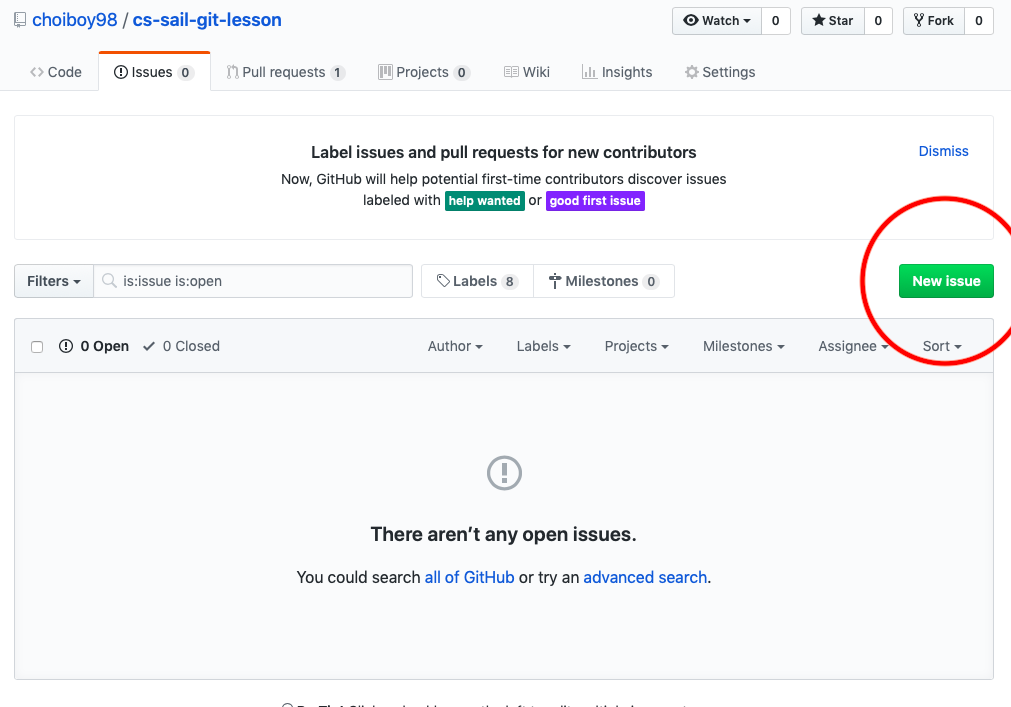 choiboy98 / cs-sail-git-lesson
Watch 0 Star 0 Fork 0
Code Issues 0 Pull requests 1 Projects 0 Wiki Insights Settings
Label issues and pull requests for new contributors
Dismiss
Now, GitHub will help potential first-time contributors discover issues
labeled with help wanted or good first issue
Filters is:issue is:open Labels 8 Milestones 0 New issue
0 Open 0 Closed Author Labels Projects Milestones Assignee Sort
There aren’t any open issues.
You could search all of GitHub or try an advanced search.